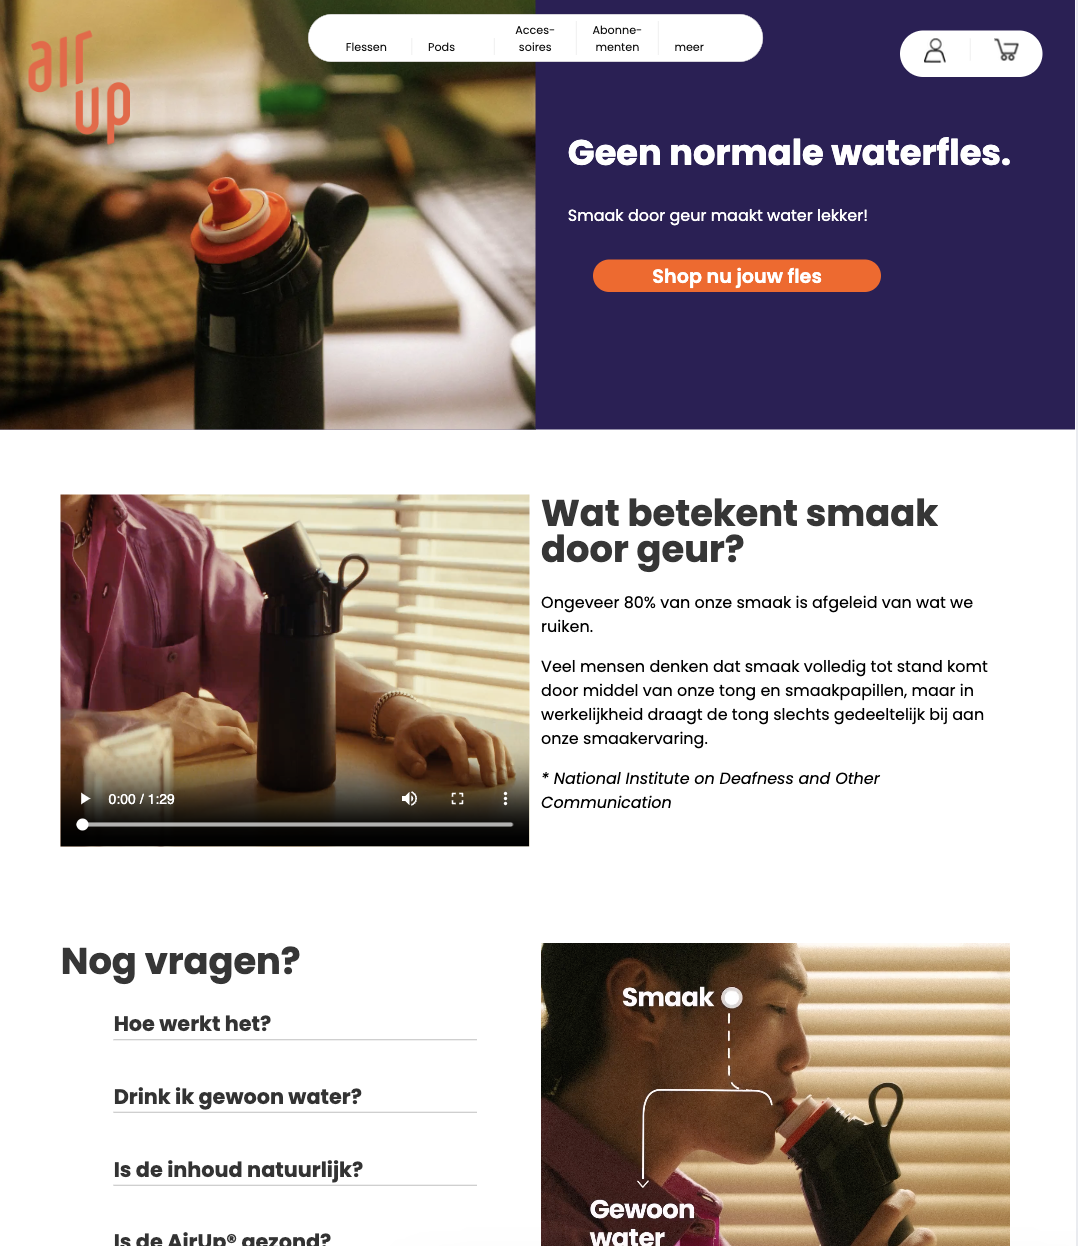 air
up
Flessen
Pods
Acces-
soires
Abonne-
menten
meer
Geen normale waterfles.
Smaak door geur maakt water lekker!
Shop nu jouw fles
Wat betekent smaak
door geur?
Ongeveer 80% van onze smaak is afgeleid van wat we
ruiken.
Veel mensen denken dat smaak volledig tot stand komt
door middel van onze tong en smaakpapillen, maar in
werkelijkheid draagt de tong slechts gedeeltelijk bij aan
onze smaakervaring.
* National Institute on Deafness and Other
Communication
0:00 / 1:29
Nog vragen?
Hoe werkt het?
Drink ik gewoon water?
Is de inhoud natuurlijk?
Is de AirUp® gezond?
Smaak
Gewoon
water